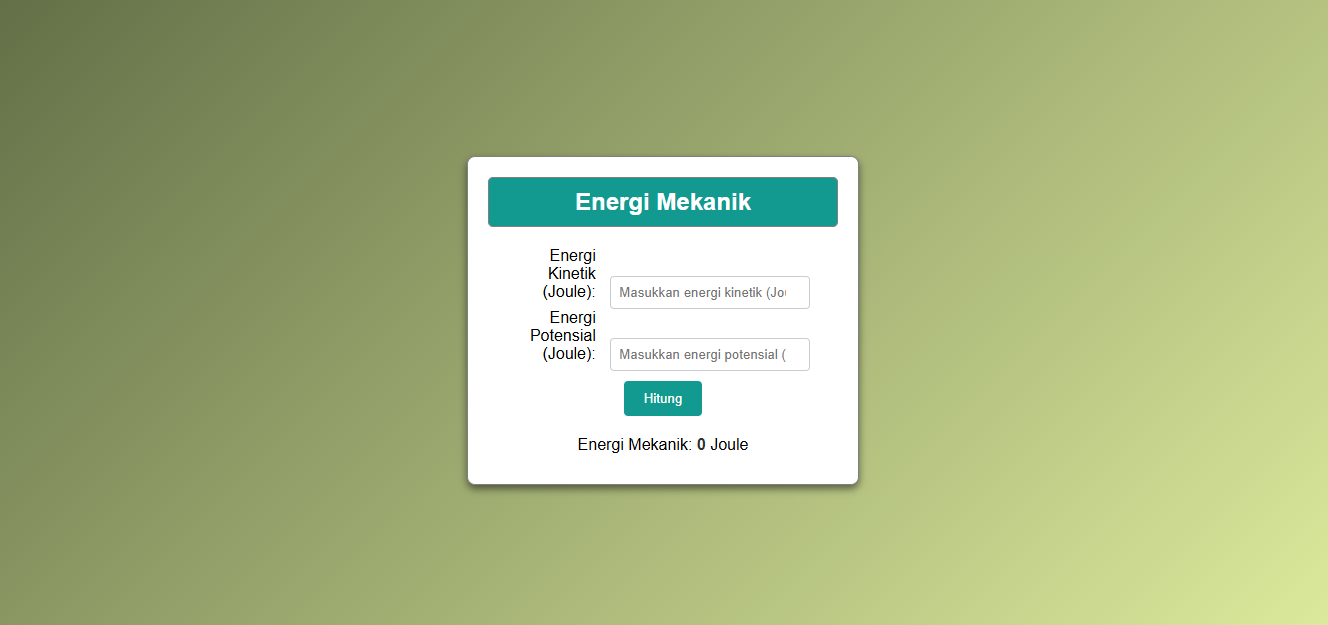 Energi Mekanik
Energi
Kinetik
(Joule):
Masukkan energi kinetik (Jo
Energi
Potensial
(Joule):
Masukkan energi potensial (
Hitung
Energi Mekanik: 0 Joule